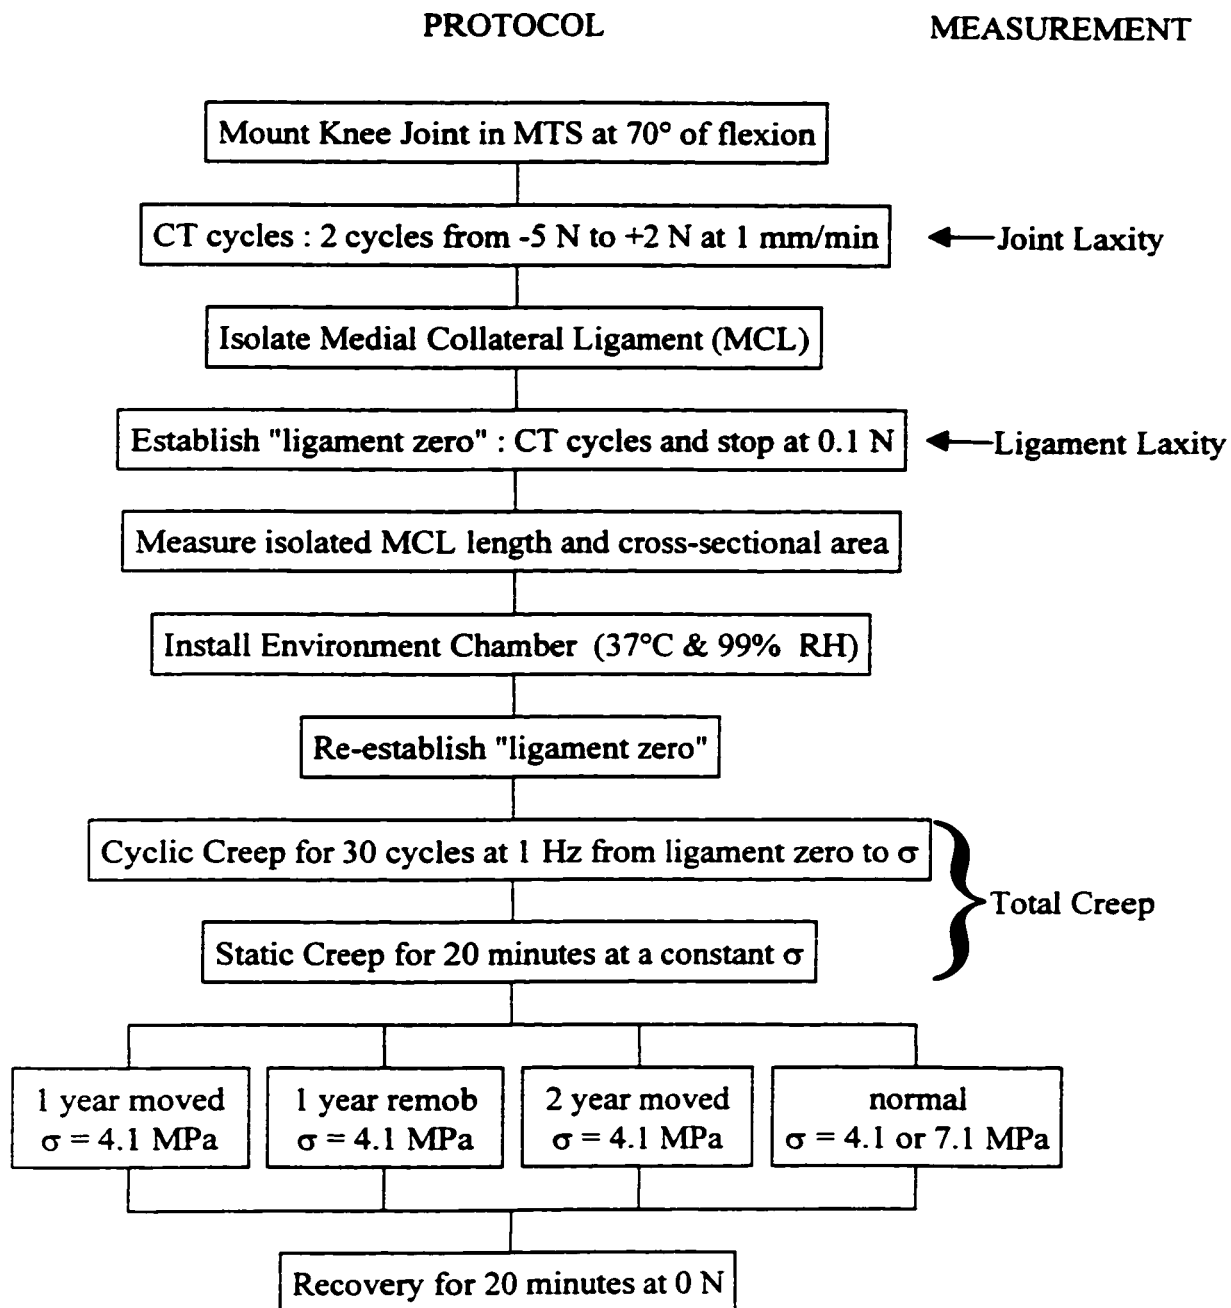 PROTOCOL MEASUREMENT
Mount Knee Joint in MTS at 70° of flexion
CT cycles : 2 cycles from -5 N to +2 N at 1 mm/min
Joint Laxity
Isolate Medial Collateral Ligament (MCL)
Establish "ligament zero" : CT cycles and stop at 0.1 N
Ligament Laxity
Measure isolated MCL length and cross-sectional area
Install Environment Chamber (37°C & 99% RH)
Re-establish "ligament zero"
Cyclic Creep for 30 cycles at 1 Hz from ligament zero to σ
Total Creep
Static Creep for 20 minutes at a constant σ
1 year moved
σ = 4.1 MPa
1 year remob
σ = 4.1 MPa
2 year moved
σ = 4.1 MPa
normal
σ = 4.1 or 7.1 MPa
Recovery for 20 minutes at 0 N